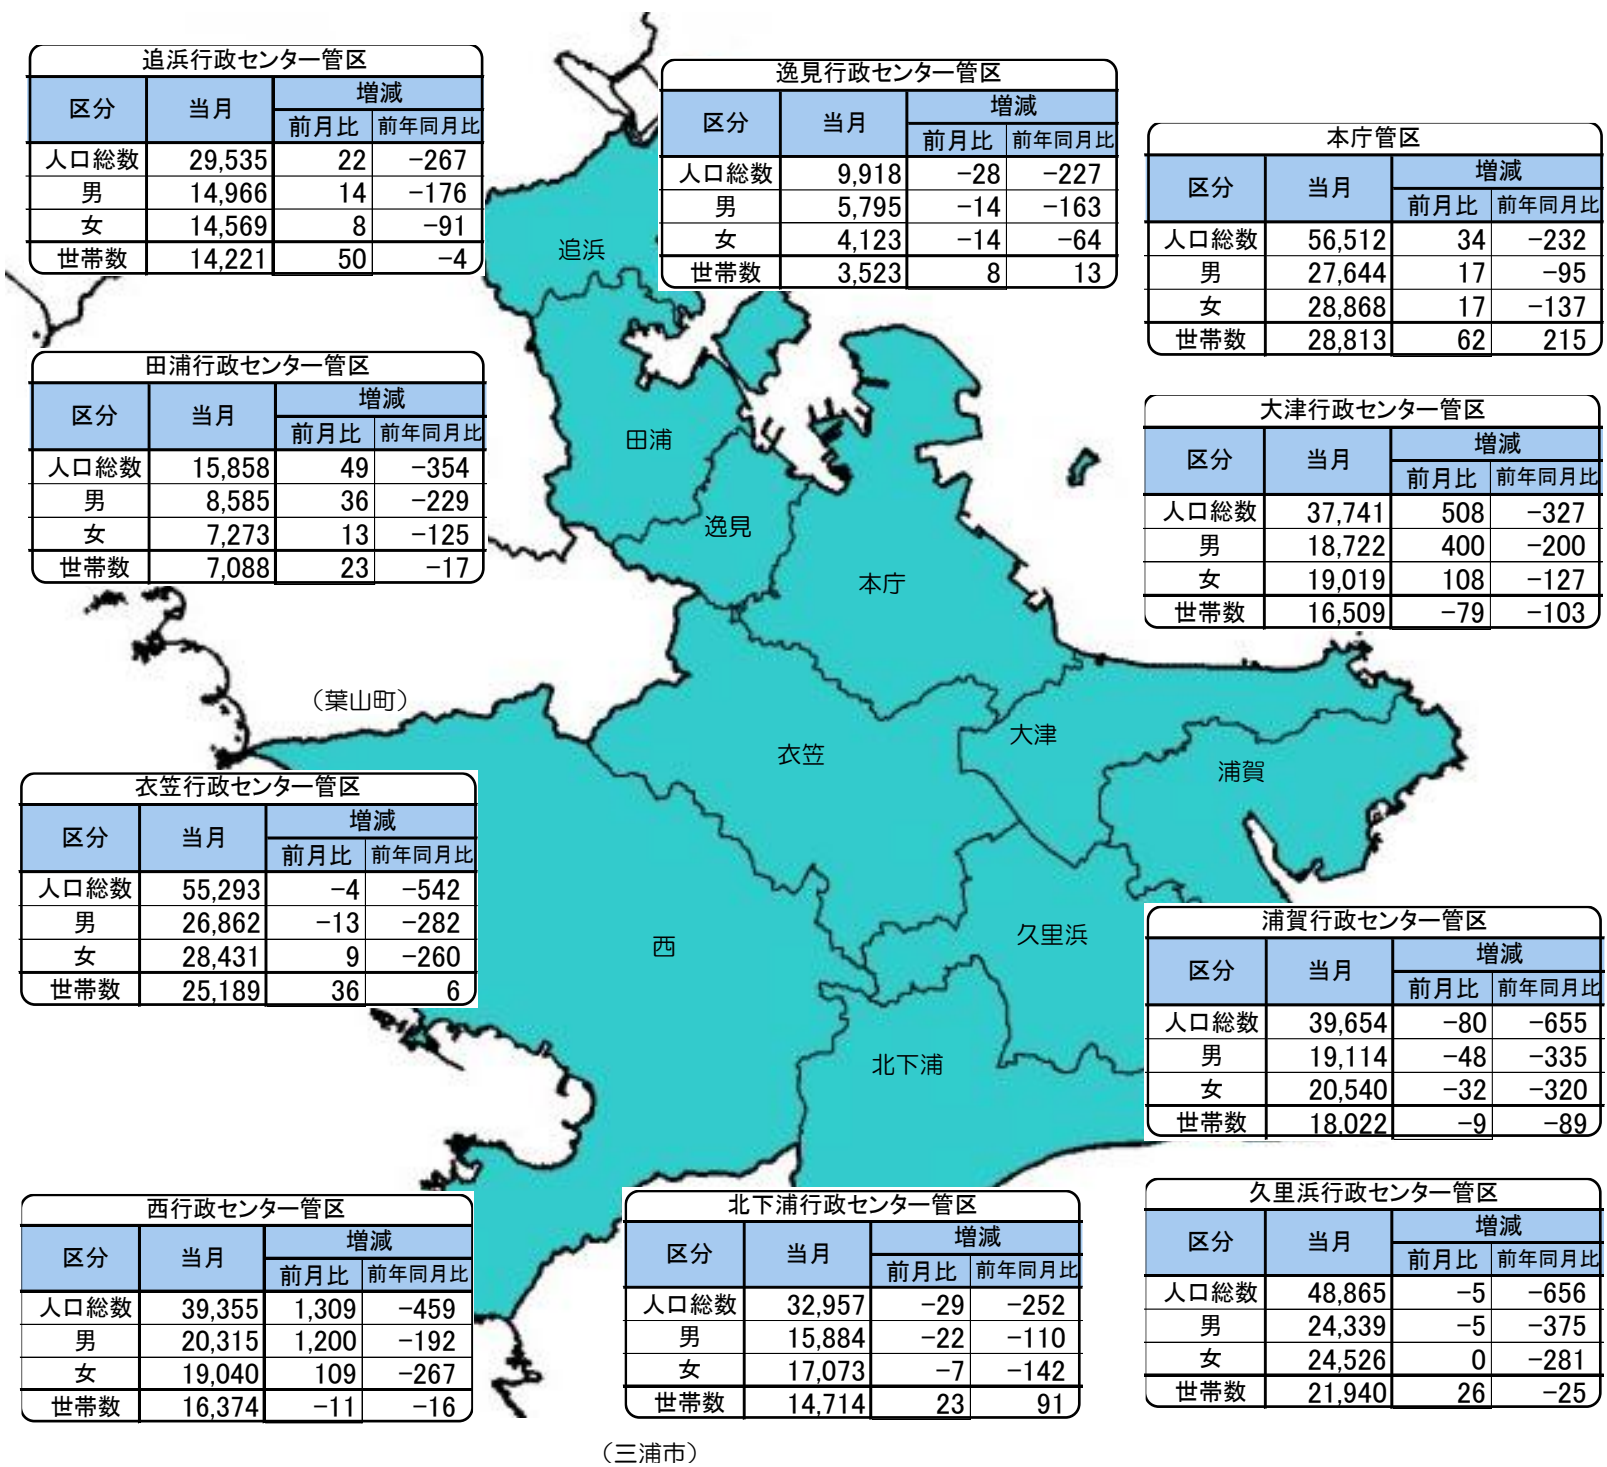 追浜行政センター管区
区分 当月 増減
前月比 前年同月比
人口総数 29,535 22 −267
男 14,966 14 −176
女 14,569 8 −91
世帯数 14,221 50 −4
逸見行政センター管区
区分 当月 増減
前月比 前年同月比
人口総数 9,918 −28 −227
男 5,795 −14 −163
女 4,123 −14 −64
世帯数 3,523 8 13
本庁管区
区分 当月 増減
前月比 前年同月比
人口総数 56,512 34 −232
男 27,644 17 −95
女 28,868 17 −137
世帯数 28,813 62 215
追浜
田浦行政センター管区
区分 当月 増減
前月比 前年同月比
人口総数 15,858 49 −354
男 8,585 36 −229
女 7,273 13 −125
世帯数 7,088 23 −17
大津行政センター管区
区分 当月 増減
前月比 前年同月比
人口総数 37,741 508 −327
男 18,722 400 −200
女 19,019 108 −127
世帯数 16,509 −79 −103
田浦
逸見
本庁
（葉山町）
大津
衣笠
浦賀
衣笠行政センター管区
区分 当月 増減
前月比 前年同月比
人口総数 55,293 −4 −542
男 26,862 −13 −282
女 28,431 9 −260
世帯数 25,189 36 6
西
久里浜
北下浦
浦賀行政センター管区
区分 当月 増減
前月比 前年同月比
人口総数 39,654 −80 −655
男 19,114 −48 −335
女 20,540 −32 −320
世帯数 18,022 −9 −89
西行政センター管区
区分 当月 増減
前月比 前年同月比
人口総数 39,355 1,309 −459
男 20,315 1,200 −192
女 19,040 109 −267
世帯数 16,374 −11 −16
北下浦行政センター管区
区分 当月 増減
前月比 前年同月比
人口総数 32,957 −29 −252
男 15,884 −22 −110
女 17,073 −7 −142
世帯数 14,714 23 91
久里浜行政センター管区
区分 当月 増減
前月比 前年同月比
人口総数 48,865 −5 −656
男 24,339 −5 −375
女 24,526 0 −281
世帯数 21,940 26 −25
（三浦市）